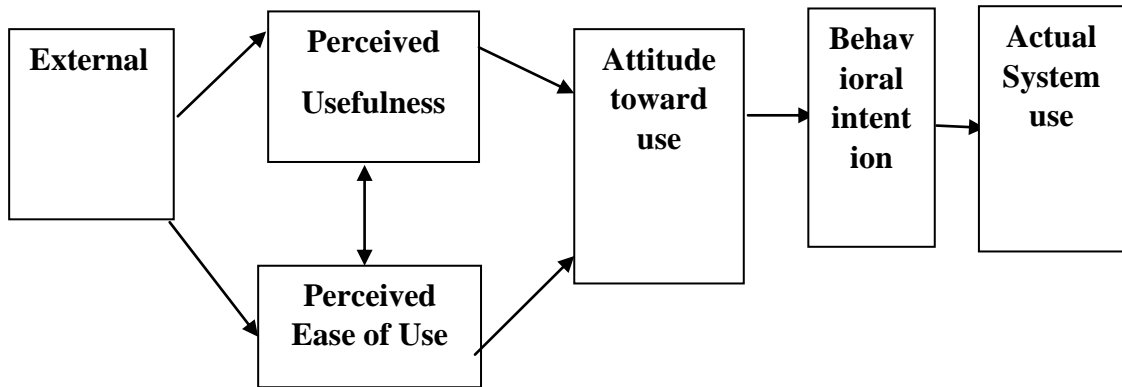 External
Perceived
Usefulness
Perceived
Ease of Use
Attitude
toward
use
Behav
ioral
intent
ion
Actual
System
use